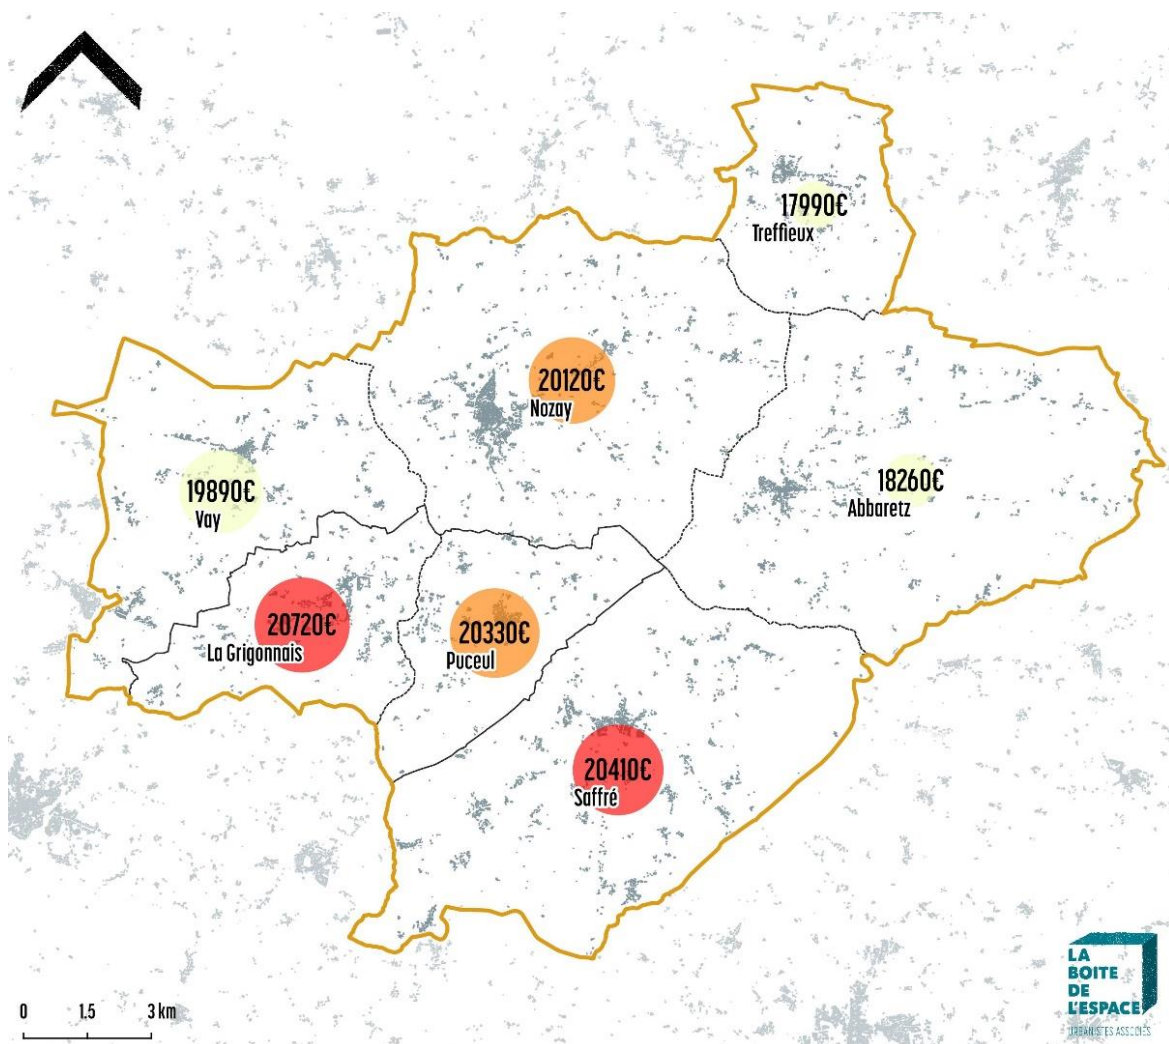 17990€
Treffieux
20120€
Nozay
18260€
Abbaretz
19890€
Vay
20720€
La Grigonnais
20330€
Puceul
20410€
Saffré
0 1.5 3 km
LA
BOITE
DE
L'ESPACE
URBANISTES ASSOCIÉS